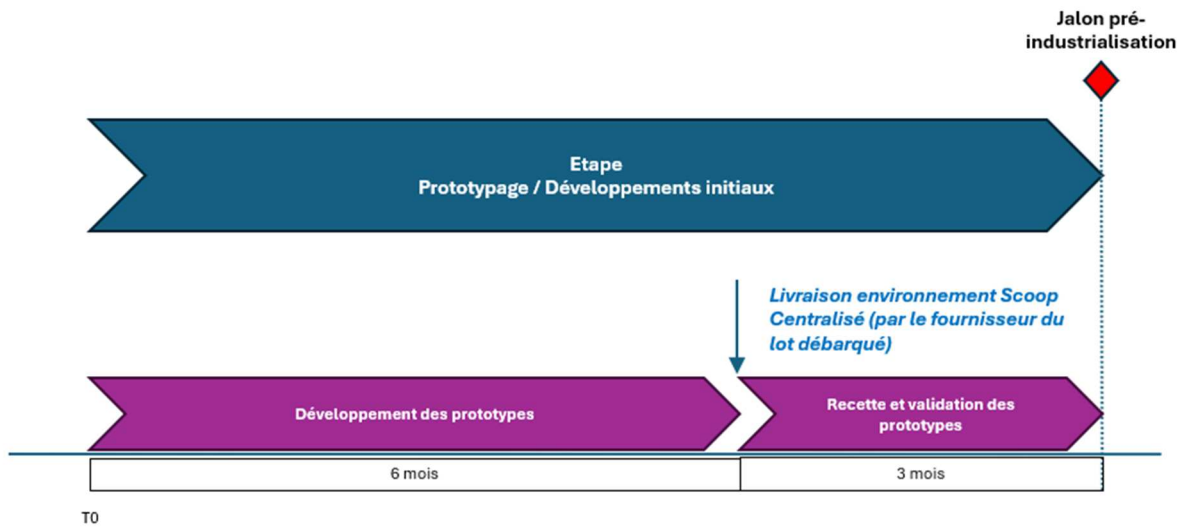 Jalon pré-
industrialisation
Etape
Prototypage / Développements initiaux
Livraison environnement Scoop
Centralisé (par le fournisseur du
lot débarqué)
Développement des prototypes
Recette et validation des
prototypes
6 mois
3 mois
T0